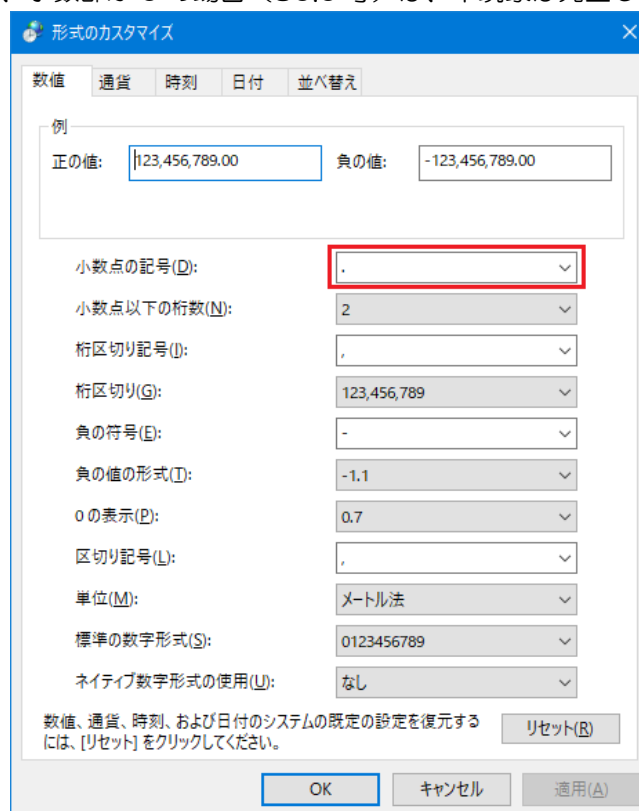 形式のカスタマイズ
数値 通貨 時刻 日付 並べ替え
例
正の値: 123,456,789.00 負の値: -123,456,789.00
小数点の記号(D): .
小数点以下の桁数(N): 2
桁区切り記号(I): ,
桁区切り(G): 123,456,789
負の符号(E): -
負の値の形式(T): -1.1
0 の表示(P): 0.7
区切り記号(L): ,
単位(M): メートル法
標準の数字形式(S): 0123456789
ネイティブ数字形式の使用(U): なし
数値、通貨、時刻、および日付のシステムの既定の設定を復元する
には、[リセット] をクリックしてください。
リセット(R)
OK キャンセル 適用(A)